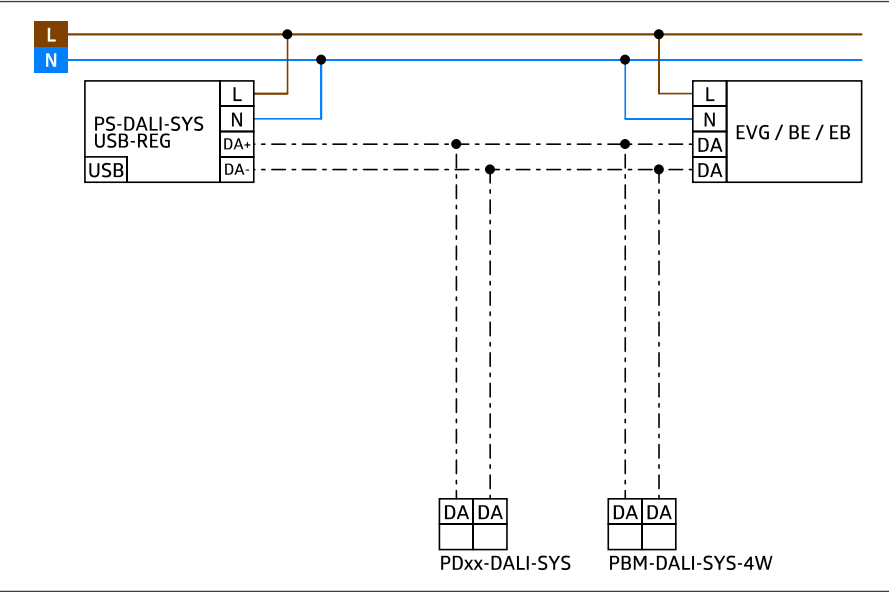 L
N
PS-DALI-SYS
USB-REG
USB
L
N
DA+
DA-
L
N
DA
DA
EVG / BE / EB
DA DA
PDxx-DALI-SYS
DA DA
PBM-DALI-SYS-4W